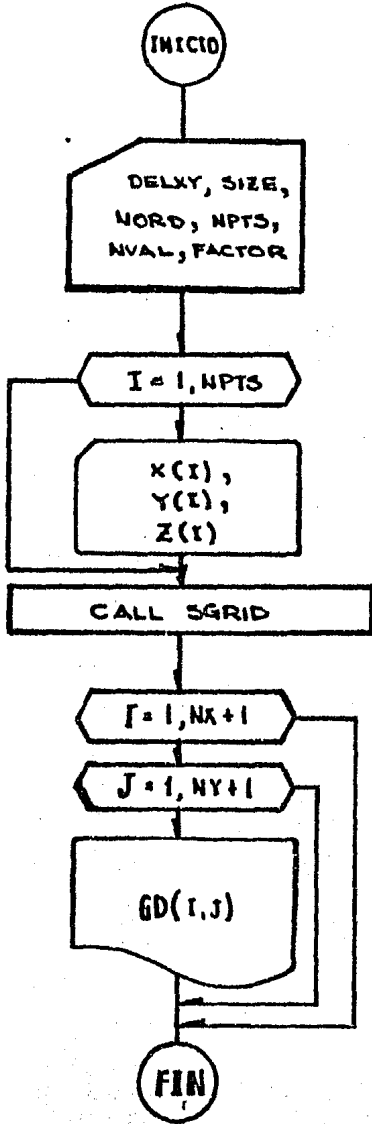 INICIO
DELXY, SIZE,
NORD, NPTS,
NVAL, FACTOR
I = 1, NPTS
X(I),
Y(I),
Z(I)
CALL SGRID
I = 1, NX+1
J = 1, NY+1
GD(I,J)
FIN